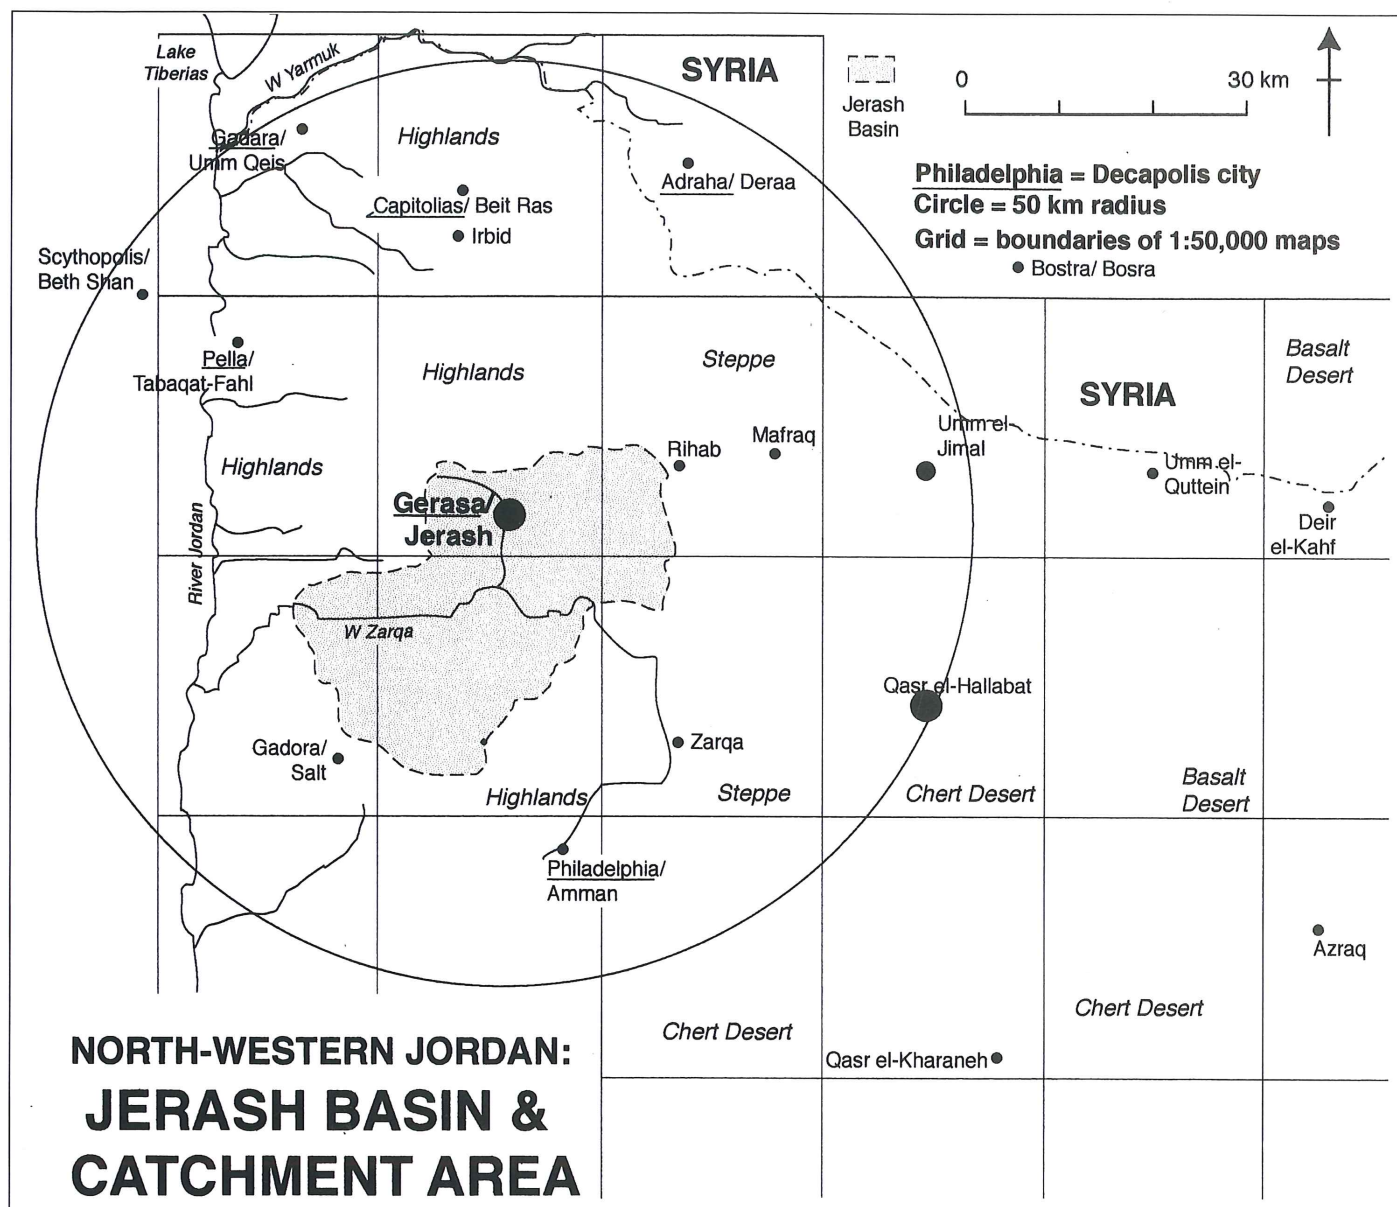 Lake
Tiberias
W Yarmuk
SYRIA
Jerash
Basin
0 30 km
Philadelphia = Decapolis city
Circle = 50 km radius
Grid = boundaries of 1:50,000 maps
Bostra/ Bosra
Gadara/
Umm Qeis
Highlands
Adraha/ Deraa
Capitolias/ Beit Ras
Irbid
Scythopolis/
Beth Shan
Pella/
Tabaqat-Fahl
Highlands
Steppe
Basalt
Desert
SYRIA
Highlands
Rihab
Mafraq
Umm el-
Jimal
Umm el-
Quttein
Deir
el-Kahf
Gerasa/
Jerash
River Jordan
W Zarqa
Qasr el-Hallabat
Gadora/
Salt
Zarqa
Highlands
Steppe
Chert Desert
Basalt
Desert
Philadelphia/
Amman
Azraq
Chert Desert
Chert Desert
Qasr el-Kharaneh
NORTH-WESTERN JORDAN:
JERASH BASIN &
CATCHMENT AREA